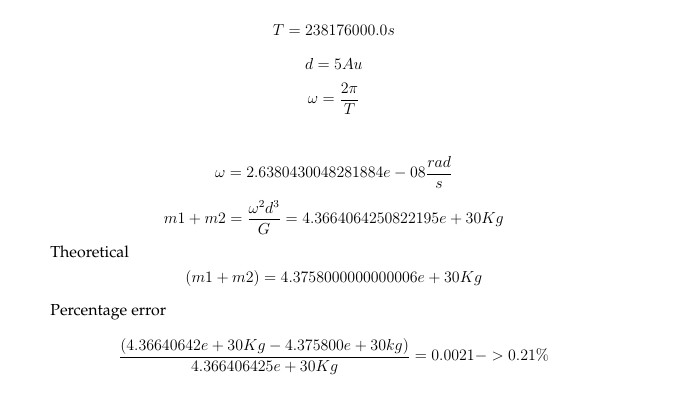 T = 238176000.0s
d = 5Au
ω = 2π/T
ω = 2.6380430048281884e − 08 rad/s
m1 + m2 = ω²d³/G = 4.3664064250822195e + 30Kg
Theoretical
(m1 + m2) = 4.3758000000000006e + 30Kg
Percentage error
(4.36640642e + 30Kg − 4.375800e + 30kg)/4.366406425e + 30Kg = 0.0021− > 0.21%